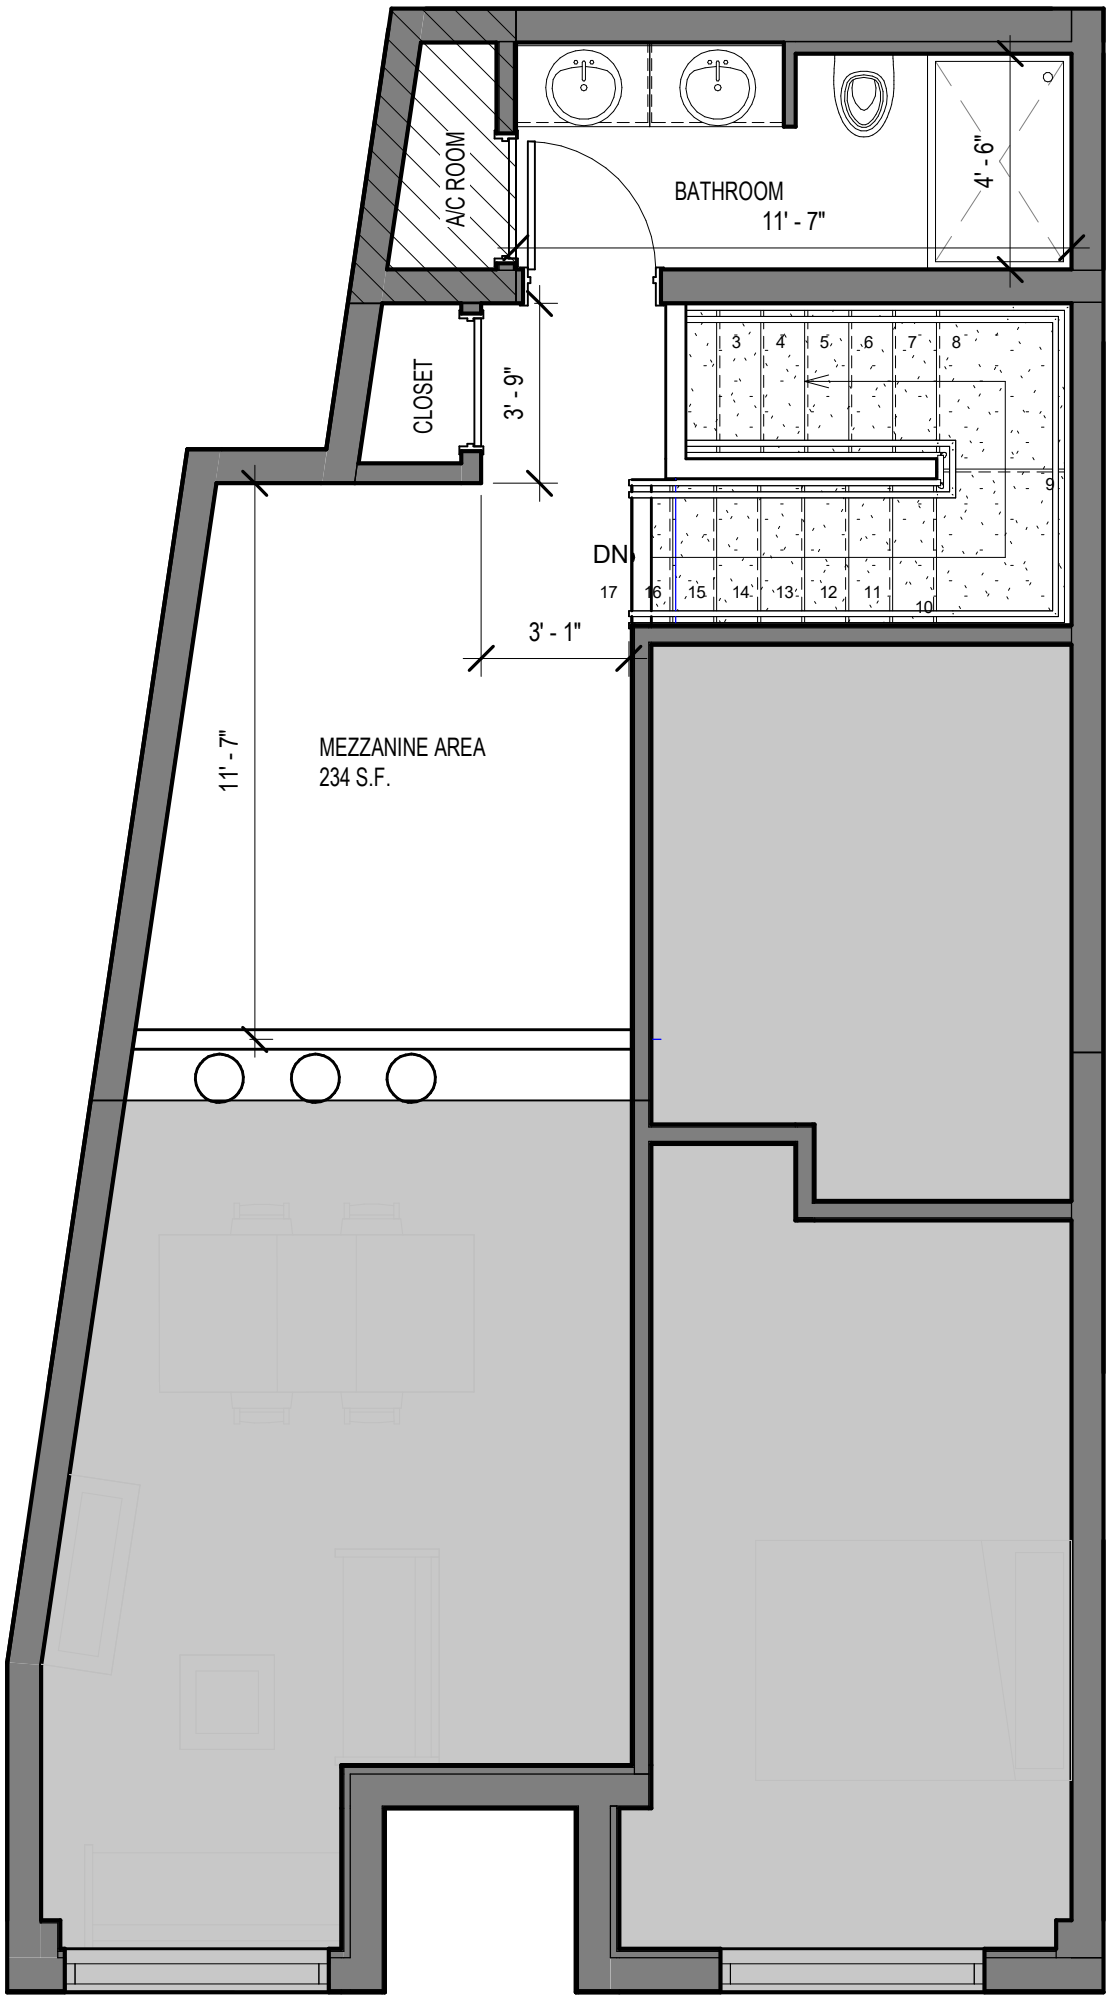 A/C ROOM
BATHROOM
11' - 7"
4' - 6"
CLOSET
3' - 9"
3 4 5 6 7 8
9
DN
17 16 15 14 13 12 11 10
3' - 1"
11' - 7"
MEZZANINE AREA
234 S.F.